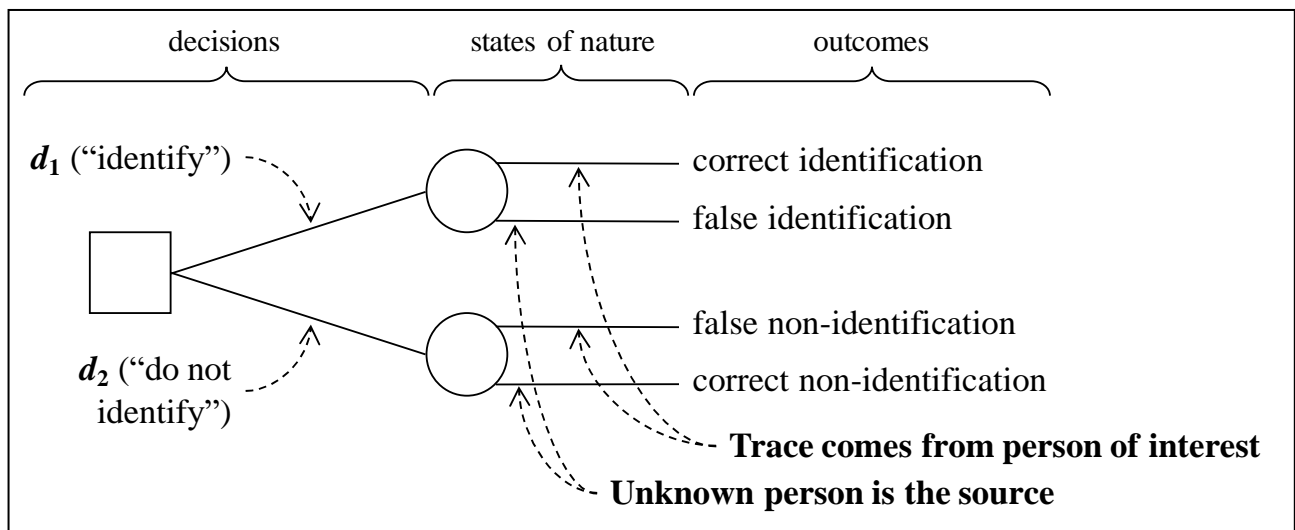 decisions
states of nature
outcomes
d₁ (“identify”)
correct identification
false identification
false non-identification
d₂ (“do not
identify”)
correct non-identification
Trace comes from person of interest
Unknown person is the source